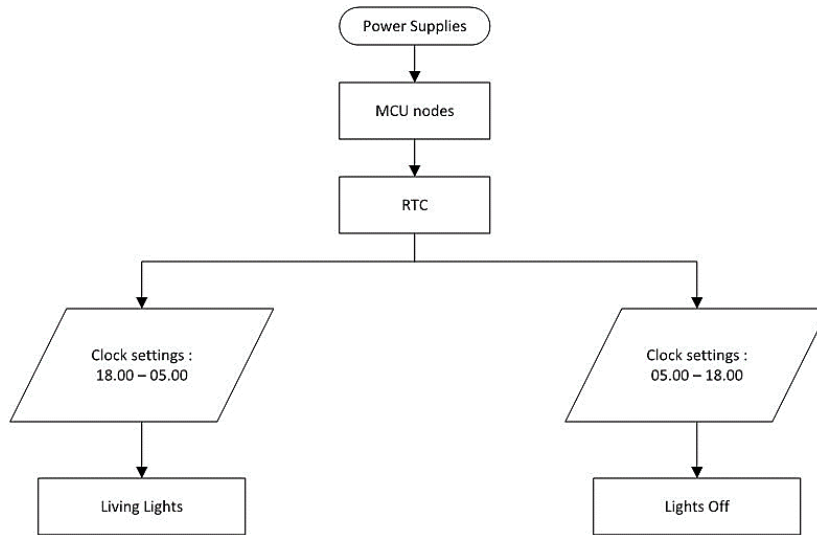 Power Supplies
MCU nodes
RTC
Clock settings :
18.00 – 05.00
Clock settings :
05.00 – 18.00
Living Lights
Lights Off